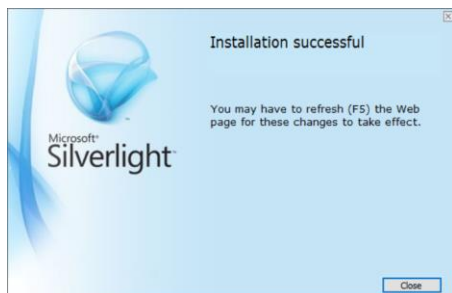 Installation successful
You may have to refresh (F5) the Web
page for these changes to take effect.
Microsoft®
Silverlight™
Close